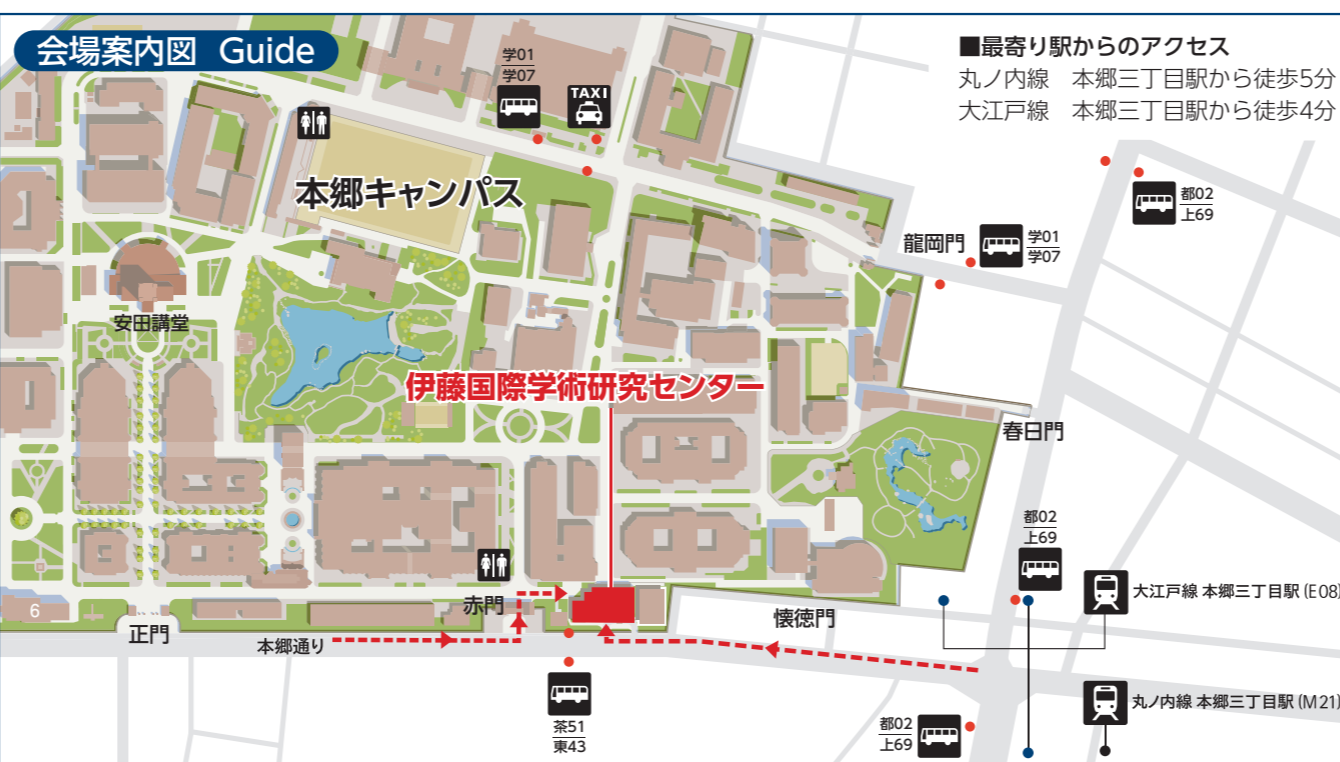 会場案内図 Guide
■最寄り駅からのアクセス
丸ノ内線 本郷三丁目駅から徒歩5分
大江戸線 本郷三丁目駅から徒歩4分
学01
学07
TAXI
本郷キャンパス
都02
上69
龍岡門
学01
学07
安田講堂
伊藤国際学術研究センター
春日門
都02
上69
大江戸線 本郷三丁目駅 (E08)
6
正門
赤門
懐徳門
本郷通り
茶51
東43
都02
上69
丸ノ内線 本郷三丁目駅 (M21)